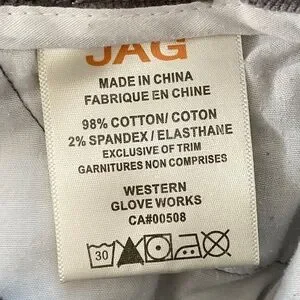 JAG
MADE IN CHINA
FABRIQUE EN CHINE
98% COTTON/ COTON
2% SPANDEX / ELASTHANE
EXCLUSIVE OF TRIM
GARNITURES NON COMPRISES
WESTERN
GLOVE WORKS
CA#00508
30